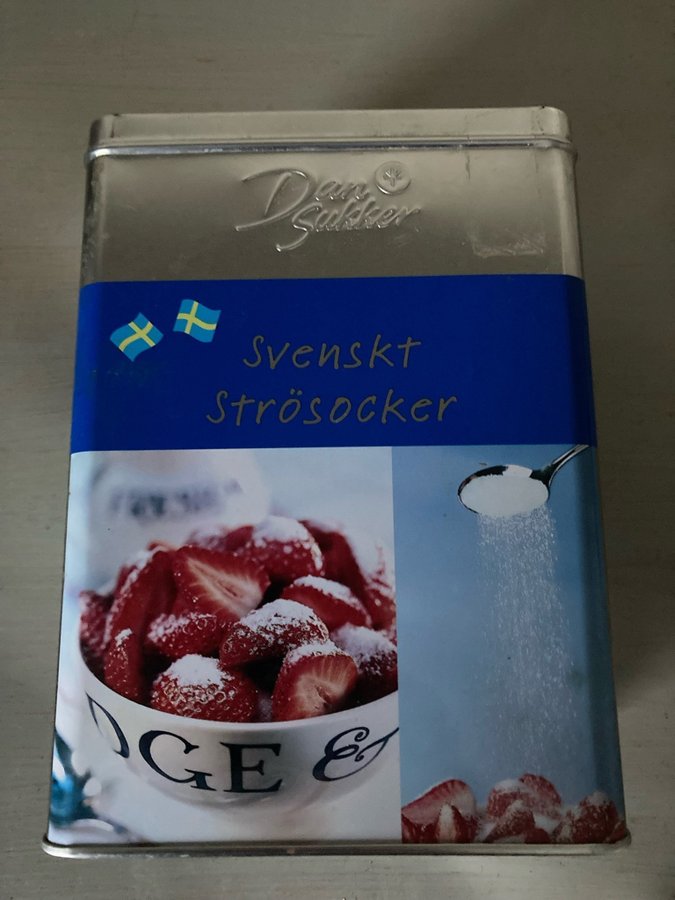 Dan
Sukker
Svenskt
Strösocker
DGE &